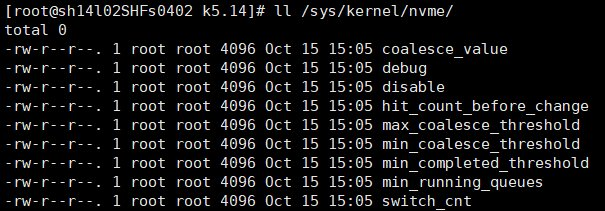 [root@sh14l02SHFs0402 k5.14]# ll /sys/kernel/nvme/
total 0
-rw-r--r--. 1 root root 4096 Oct 15 15:05 coalesce_value
-rw-r--r--. 1 root root 4096 Oct 15 15:05 debug
-rw-r--r--. 1 root root 4096 Oct 15 15:05 disable
-rw-r--r--. 1 root root 4096 Oct 15 15:05 hit_count_before_change
-rw-r--r--. 1 root root 4096 Oct 15 15:05 max_coalesce_threshold
-rw-r--r--. 1 root root 4096 Oct 15 15:05 min_coalesce_threshold
-rw-r--r--. 1 root root 4096 Oct 15 15:05 min_completed_threshold
-rw-r--r--. 1 root root 4096 Oct 15 15:05 min_running_queues
-rw-r--r--. 1 root root 4096 Oct 15 15:05 switch_cnt